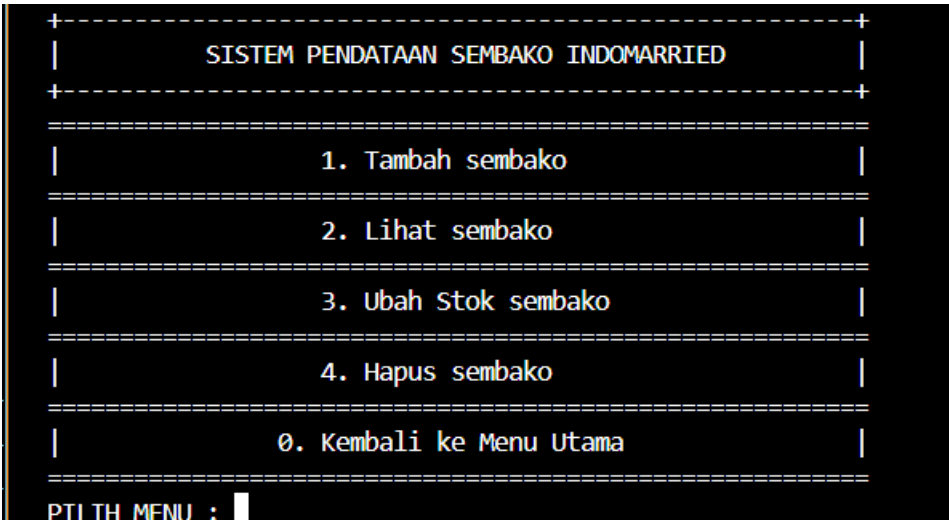 +-------------------------------------------------------+
| SISTEM PENDATAAN SEMBAKO INDOMARRIED |
+-------------------------------------------------------+
=========================================================
| 1. Tambah sembako |
=========================================================
| 2. Lihat sembako |
=========================================================
| 3. Ubah Stok sembako |
=========================================================
| 4. Hapus sembako |
=========================================================
| 0. Kembali ke Menu Utama |
=========================================================
PILIH MENU :